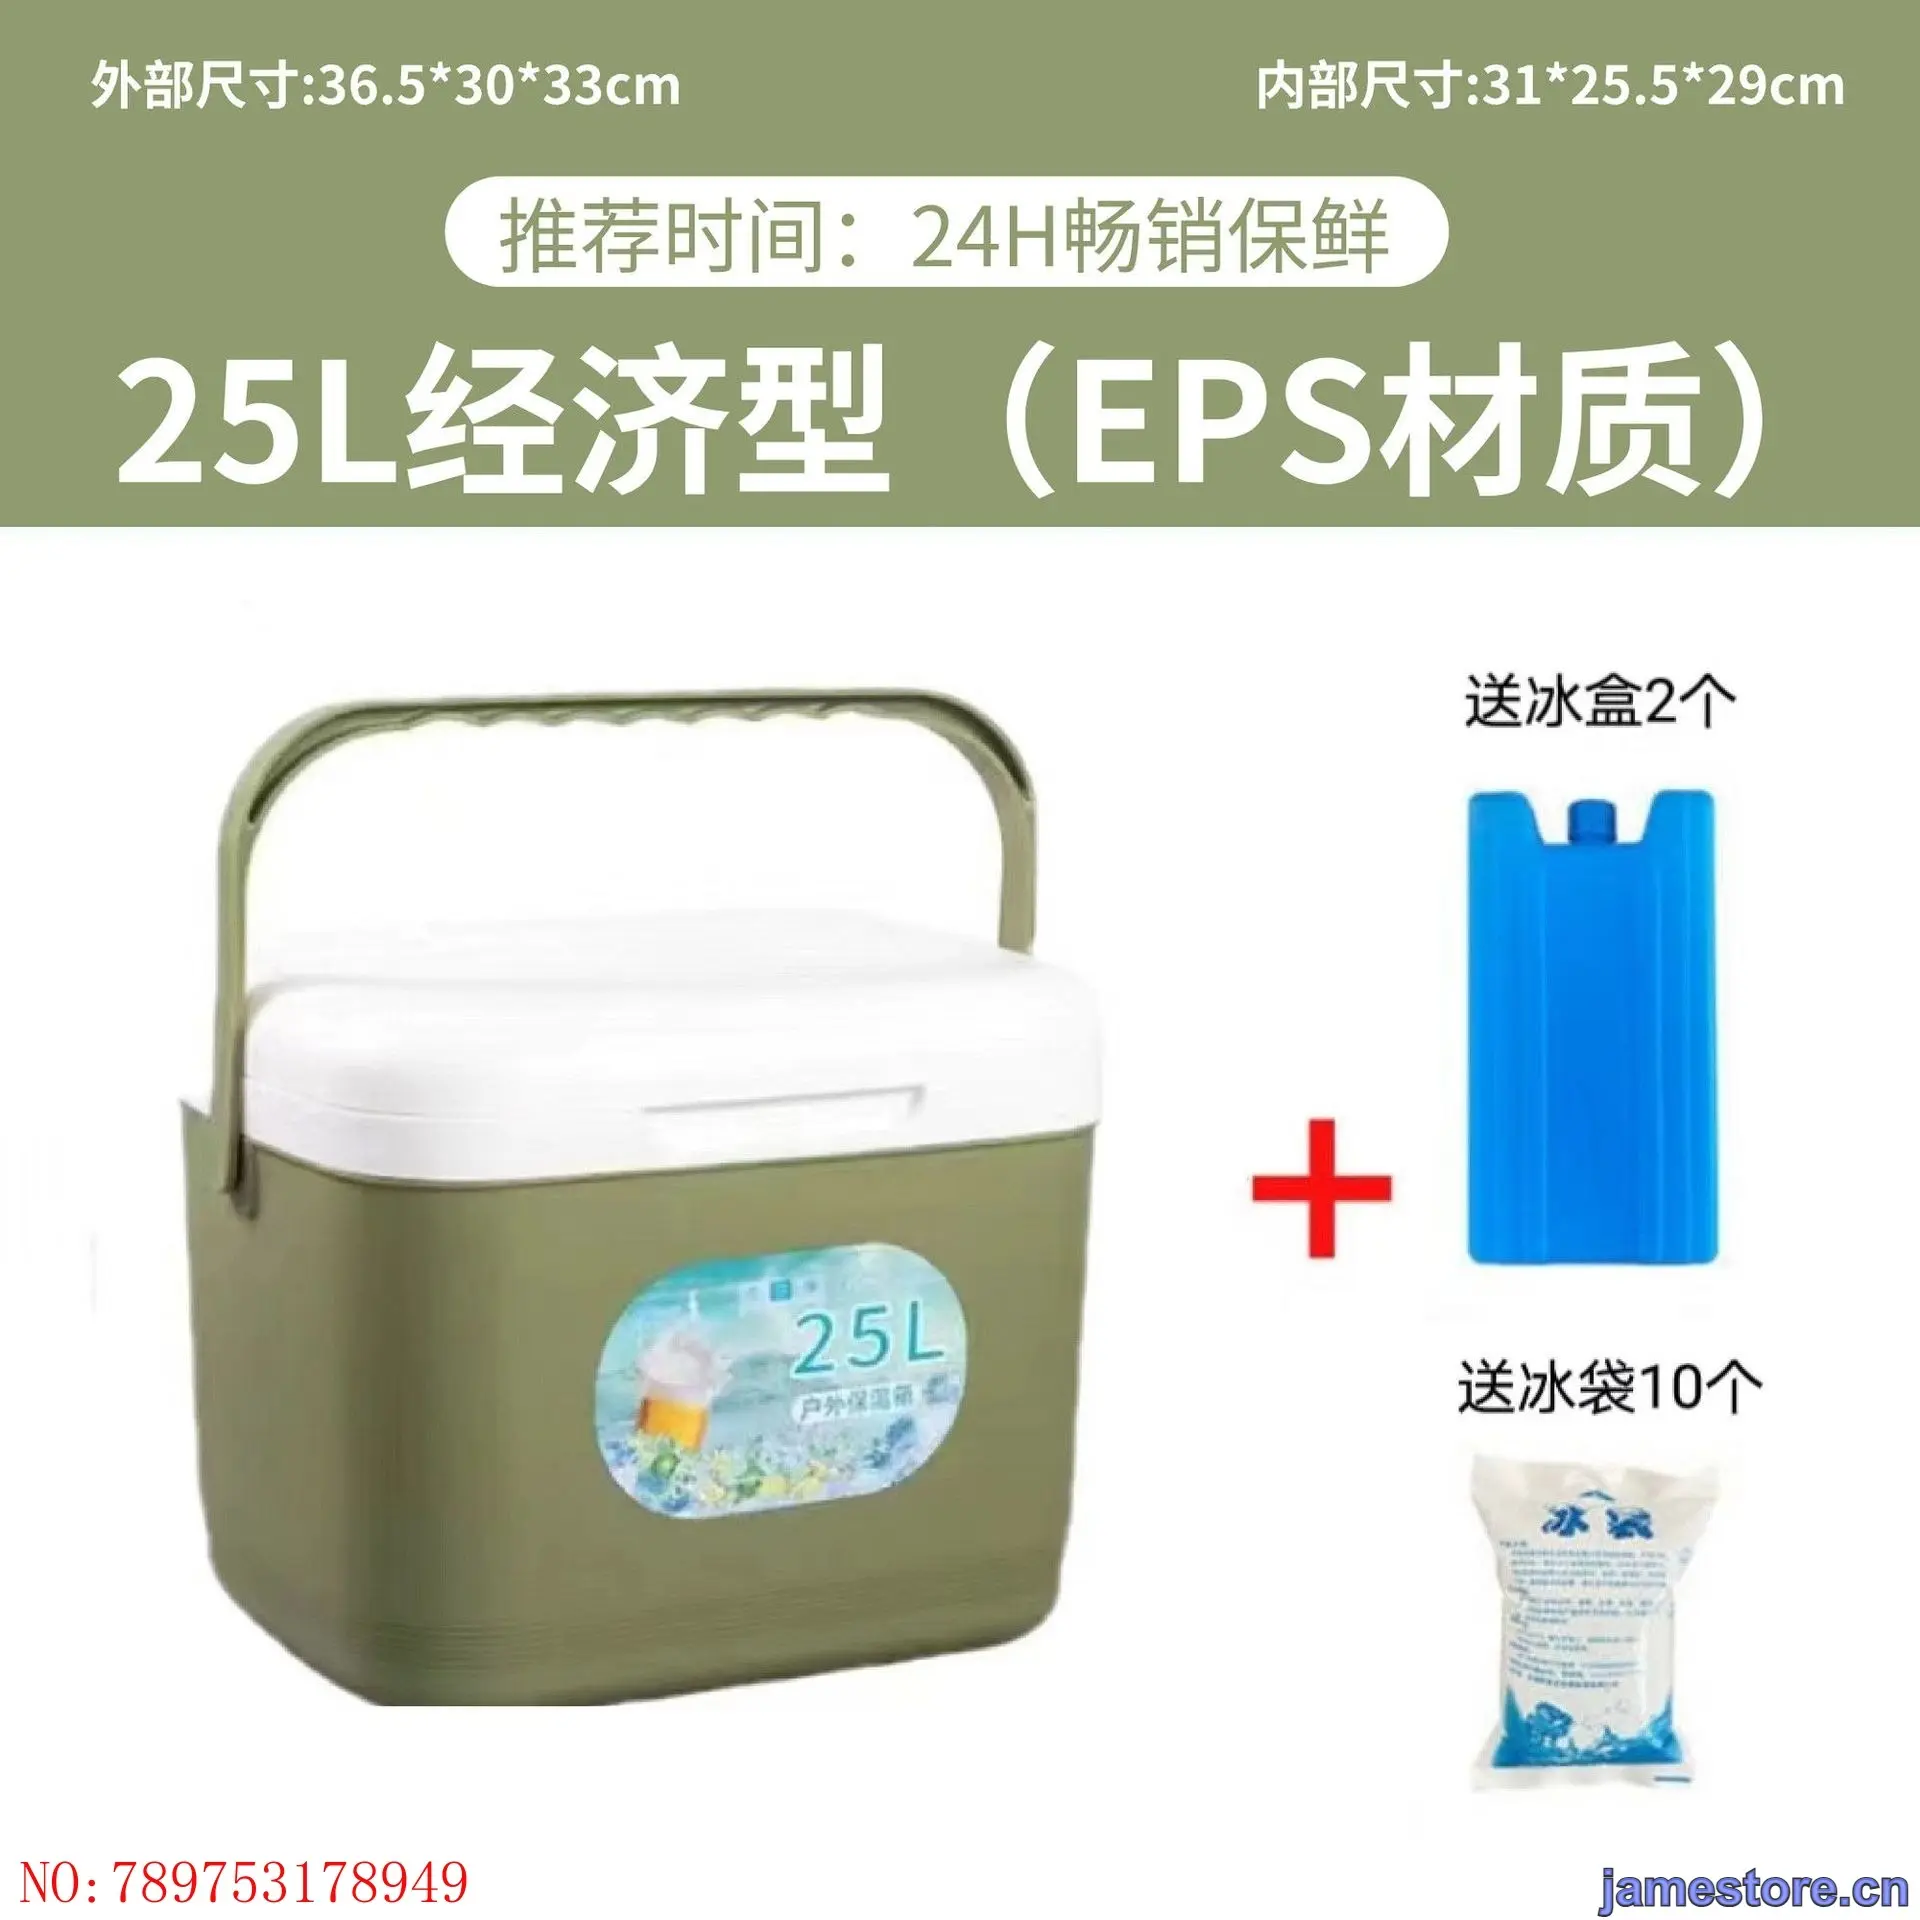 外部尺寸:36.5*30*33cm
内部尺寸:31*25.5*29cm
推荐时间：24H畅销保鲜
25L经济型（EPS材质）
送冰盒2个
25L
户外保温箱
送冰袋10个
冰袋
NO:789753178949
jamestore.cn